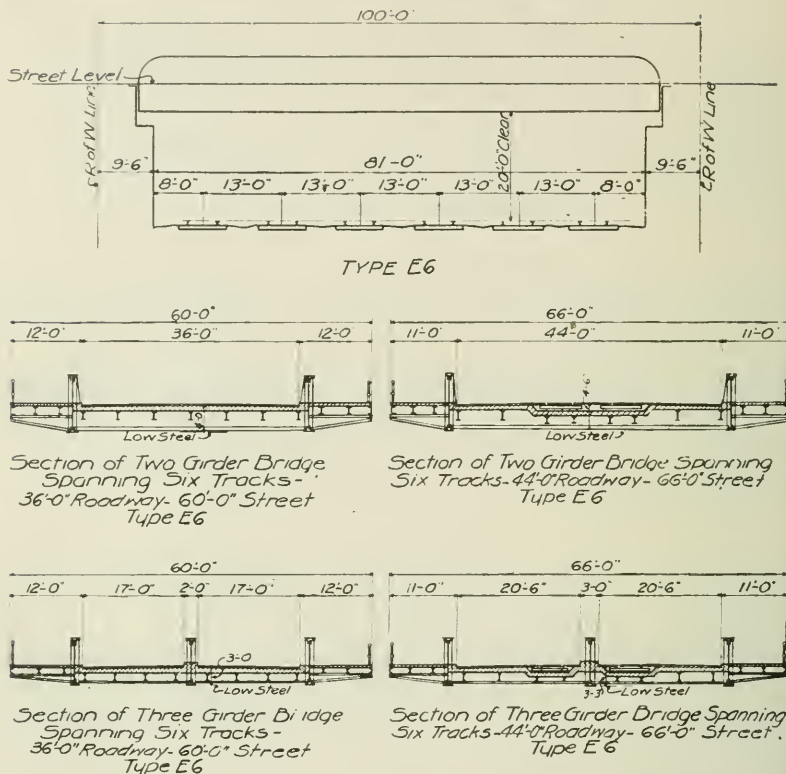 100'-0"
Street Level
R of W Line
R of W Line
9'-6"
81'-0"
20'-0" Clear
9'-6"
8'-0" 13'-0" 13'-0" 13'-0" 13'-0" 13'-0" 8'-0"
TYPE E6
60'-0"
12'-0" 36'-0" 12'-0"
Low Steel
Section of Two Girder Bridge
Spanning Six Tracks-
36'-0" Roadway- 60'-0" Street
Type E6
66'-0"
11'-0" 44'-0" 11'-0"
4'-6
Low Steel
Section of Two Girder Bridge Spanning
Six Tracks-44'-0" Roadway- 66'-0" Street
Type E6
60'-0"
12'-0" 17'-0" 2'-0" 17'-0" 12'-0"
3'-0
Low Steel
Section of Three Girder Bridge
Spanning Six Tracks-
36'-0" Roadway- 60'-0" Street
Type E6
66'-0"
11'-0" 20'-6" 3'-0" 20'-6" 11'-0"
3'-3" Low Steel
Section of Three Girder Bridge Spanning
Six Tracks-44'-0" Roadway- 66'-0" Street.
Type E6